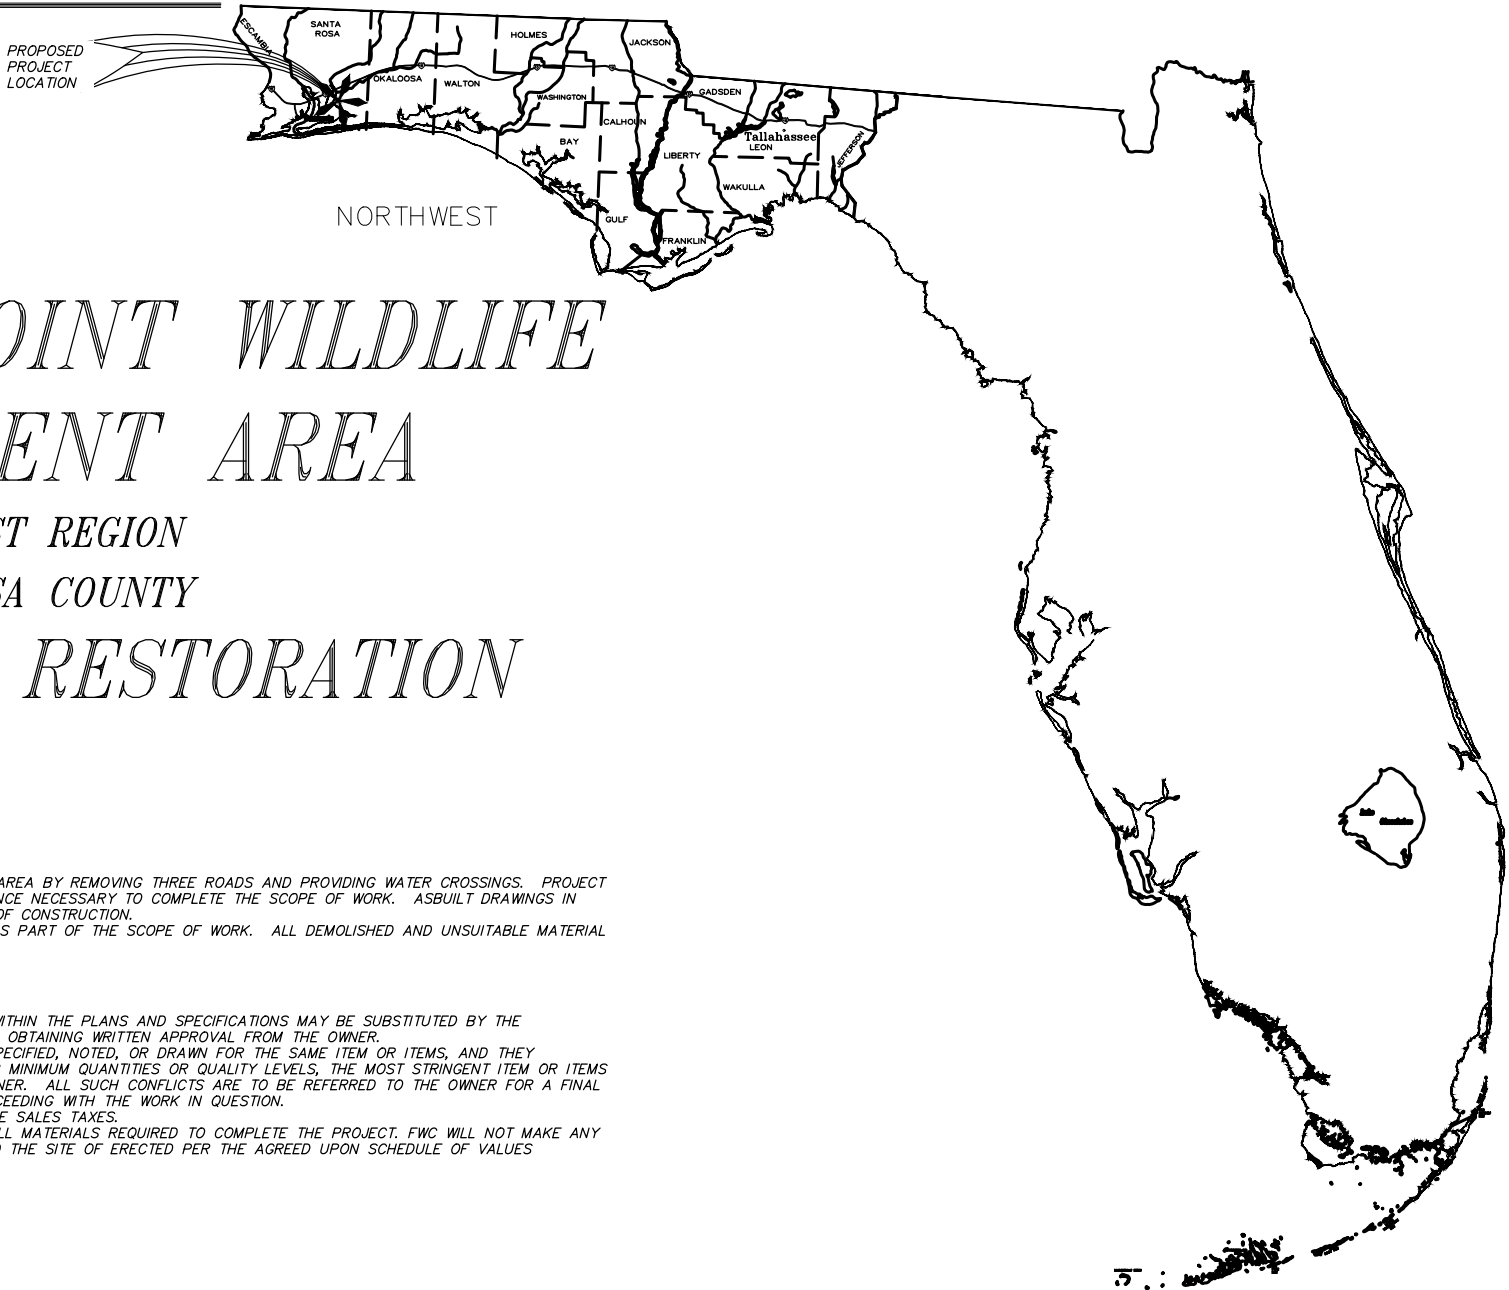 PROPOSED
PROJECT
LOCATION
ESCAMBIA
SANTA
ROSA
OKALOOSA
WALTON
HOLMES
WASHINGTON
BAY
JACKSON
CALHOUN
GULF
GADSDEN
LIBERTY
FRANKLIN
Tallahassee
LEON
WAKULLA
JEFFERSON
NORTHWEST
OINT WILDLIFE
ENT AREA
ST REGION
SA COUNTY
RESTORATION
AREA BY REMOVING THREE ROADS AND PROVIDING WATER CROSSINGS. PROJECT
NCE NECESSARY TO COMPLETE THE SCOPE OF WORK. ASBUILT DRAWINGS IN
OF CONSTRUCTION.
S PART OF THE SCOPE OF WORK. ALL DEMOLISHED AND UNSUITABLE MATERIAL
WITHIN THE PLANS AND SPECIFICATIONS MAY BE SUBSTITUTED BY THE
OBTAINING WRITTEN APPROVAL FROM THE OWNER.
PECIFIED, NOTED, OR DRAWN FOR THE SAME ITEM OR ITEMS, AND THEY
MINIMUM QUANTITIES OR QUALITY LEVELS, THE MOST STRINGENT ITEM OR ITEMS
NER. ALL SUCH CONFLICTS ARE TO BE REFERRED TO THE OWNER FOR A FINAL
CEEDING WITH THE WORK IN QUESTION.
E SALES TAXES.
LL MATERIALS REQUIRED TO COMPLETE THE PROJECT. FWC WILL NOT MAKE ANY
THE SITE OF ERECTED PER THE AGREED UPON SCHEDULE OF VALUES